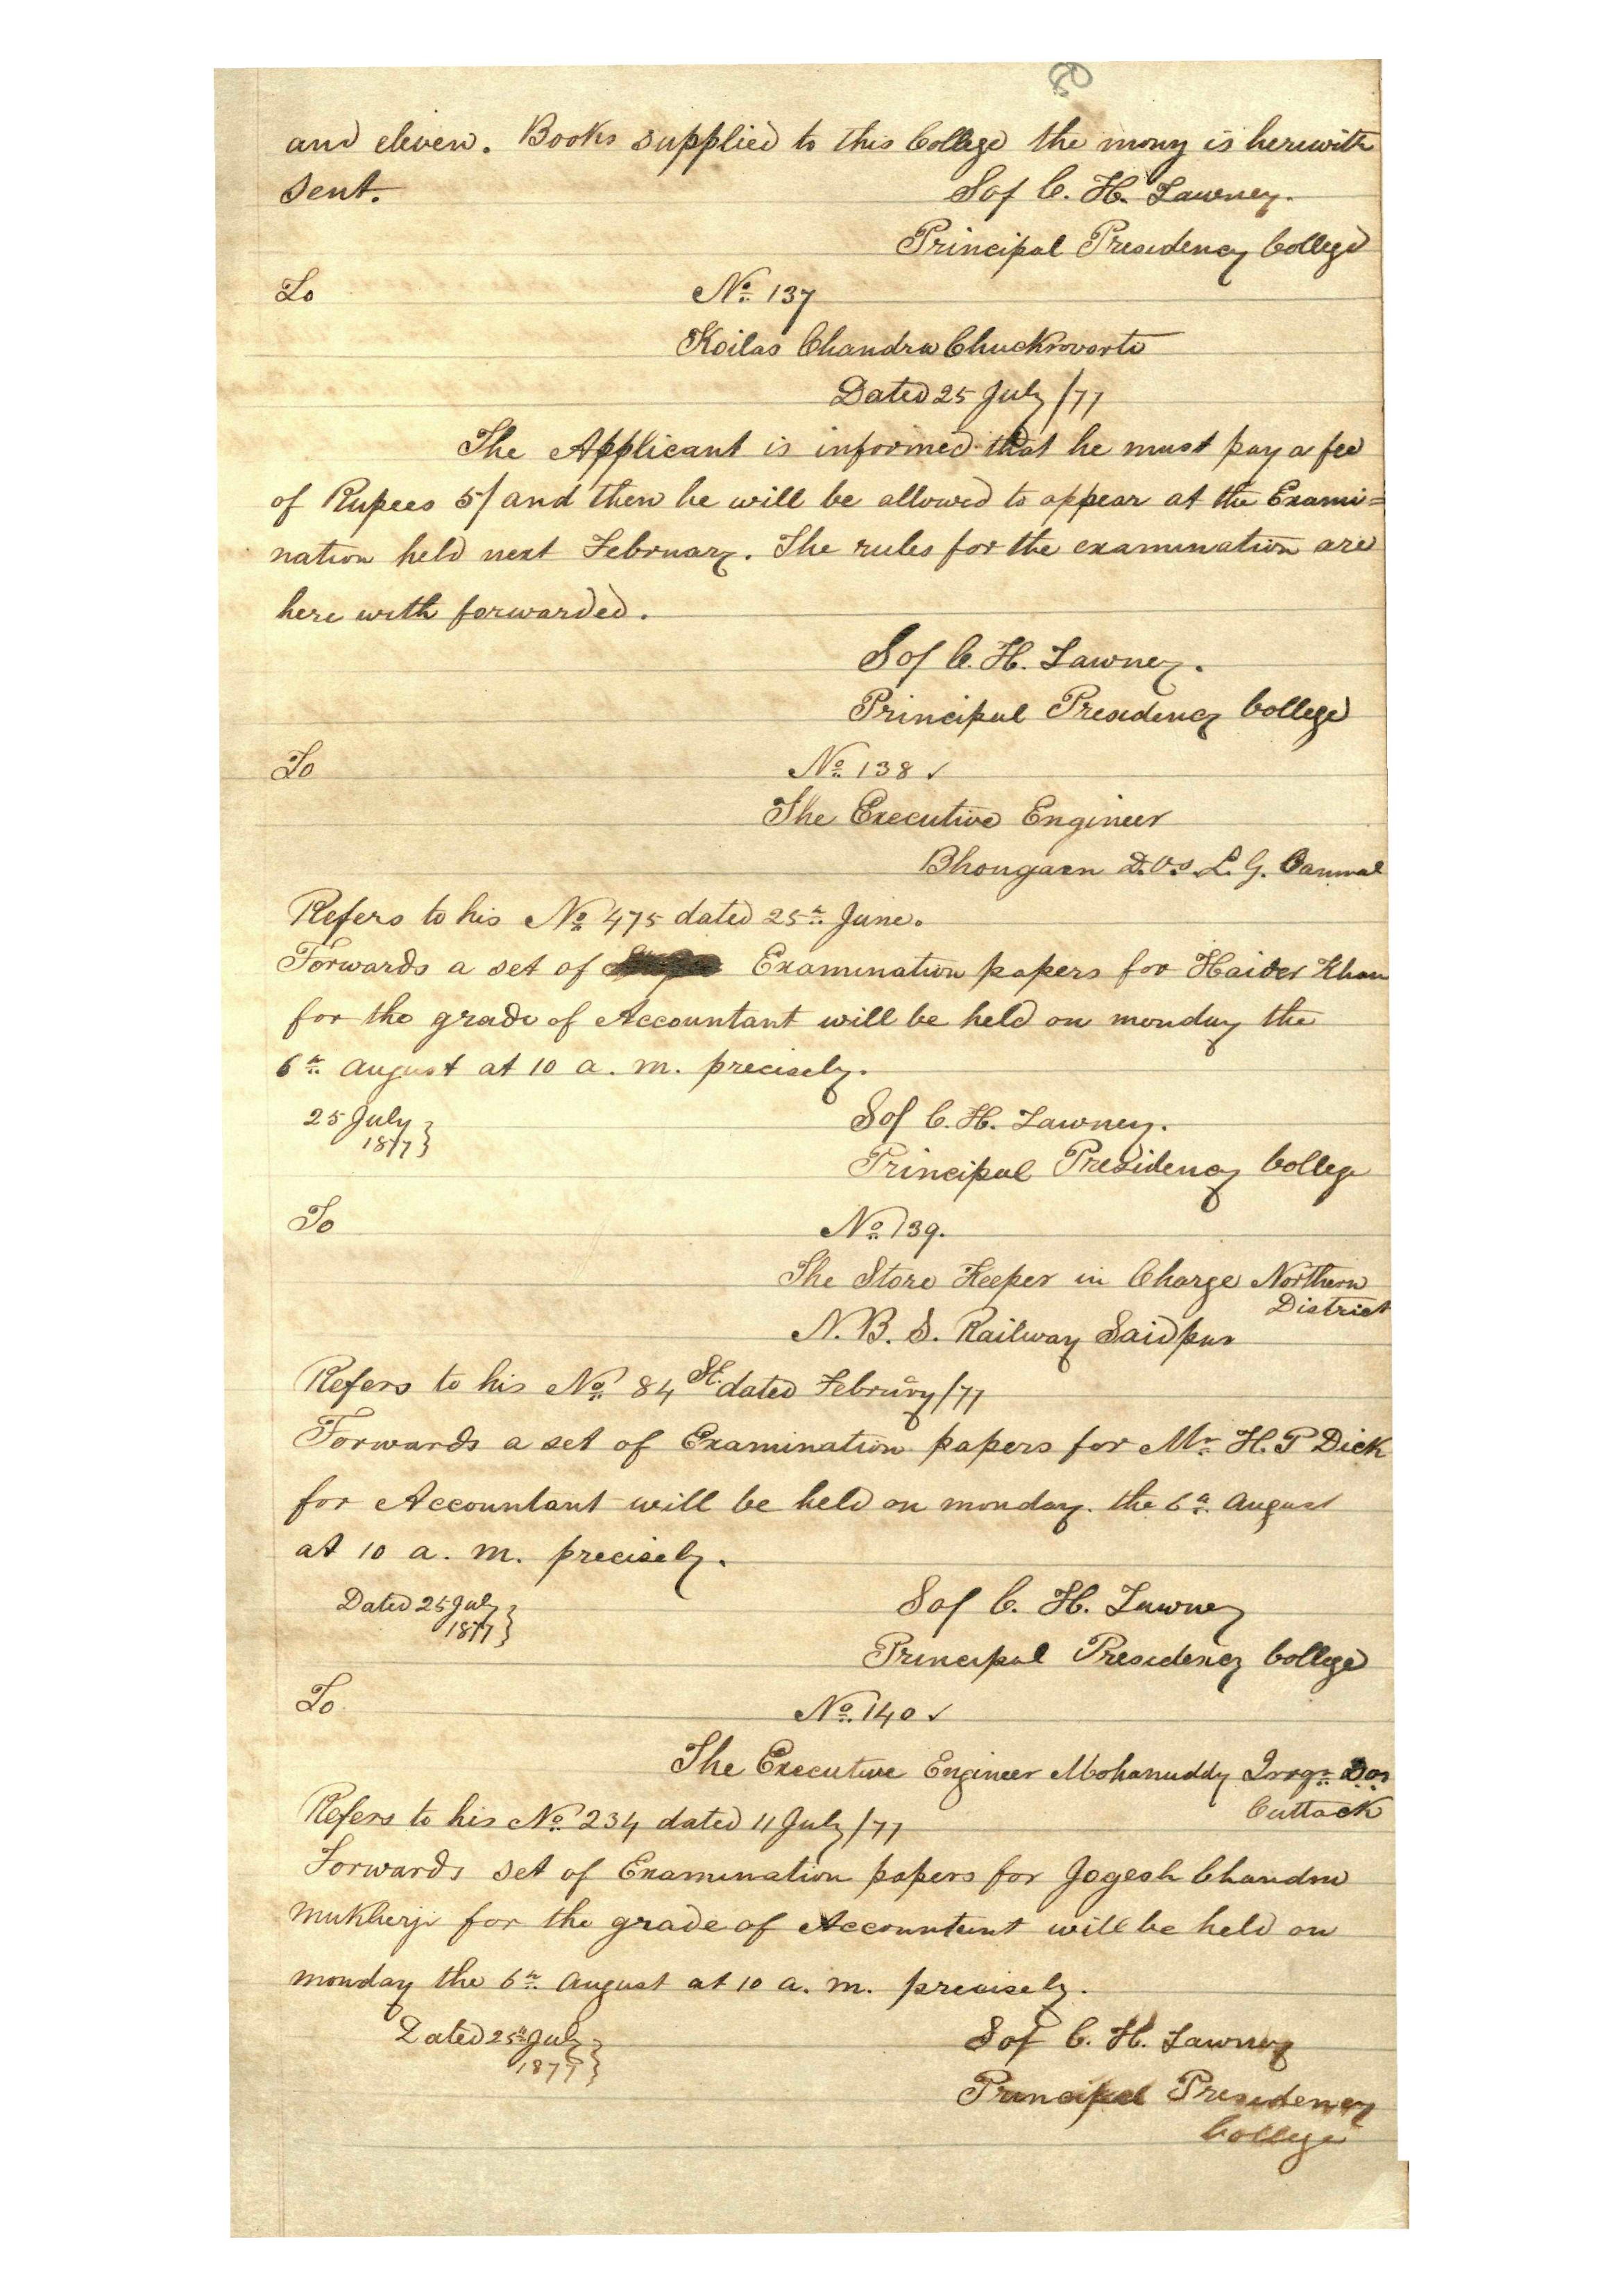 and eleven. Books supplied to this College the mony is herewith
sent.
Sd/ C. H. Tawney.
Principal Presidency College
To
No. 137
Koilas Chandra Chuckrovorti
Dated 25 July /77
The Applicant is informed that he must pay a fee
of Rupees 5/ and then he will be allowed to appear at the Exami=
nation held next February. The rules for the examination are
here with forwarded.
Sd/ C. H. Tawney.
Principal Presidency College
To
No. 138 ✓
The Executive Engineer
L. G. Cannal
Refers to his No 475 dated 25th June.
Forwards a set of Examination papers for Haider Khan
for the grade of Accountant will be held on monday the
6th August at 10 a. m. precisely.
25 July
1877}
Sd/ C. H. Tawney.
Principal Presidency College
To
No. 139.
The Store Keeper in Charge Northern
District
N. B. S. Railway Saidpur
Refers to his No. 84 St. dated February/77
Forwards a set of Examination papers for Mr. H. P Dick
for Accountant will be held on monday. the 6th August
at 10 a. m. precisely.
Dated 25 July
1877}
Sd/ C. H. Tawney
Principal Presidency College
To
No. 140 ✓
The Executive Engineer Mohanuddy Irrgn. Don
Cuttack
Refers to his No. 234 dated 11 July/77
Forwards set of Examination papers for Jogesh Chandra
Mukherji for the grade of Accountant will be held on
monday the 6th August at 10 a. m. precisely.
Dated 25th July
1877}
Sd/ C. H. Tawney
Principal Presidency
College